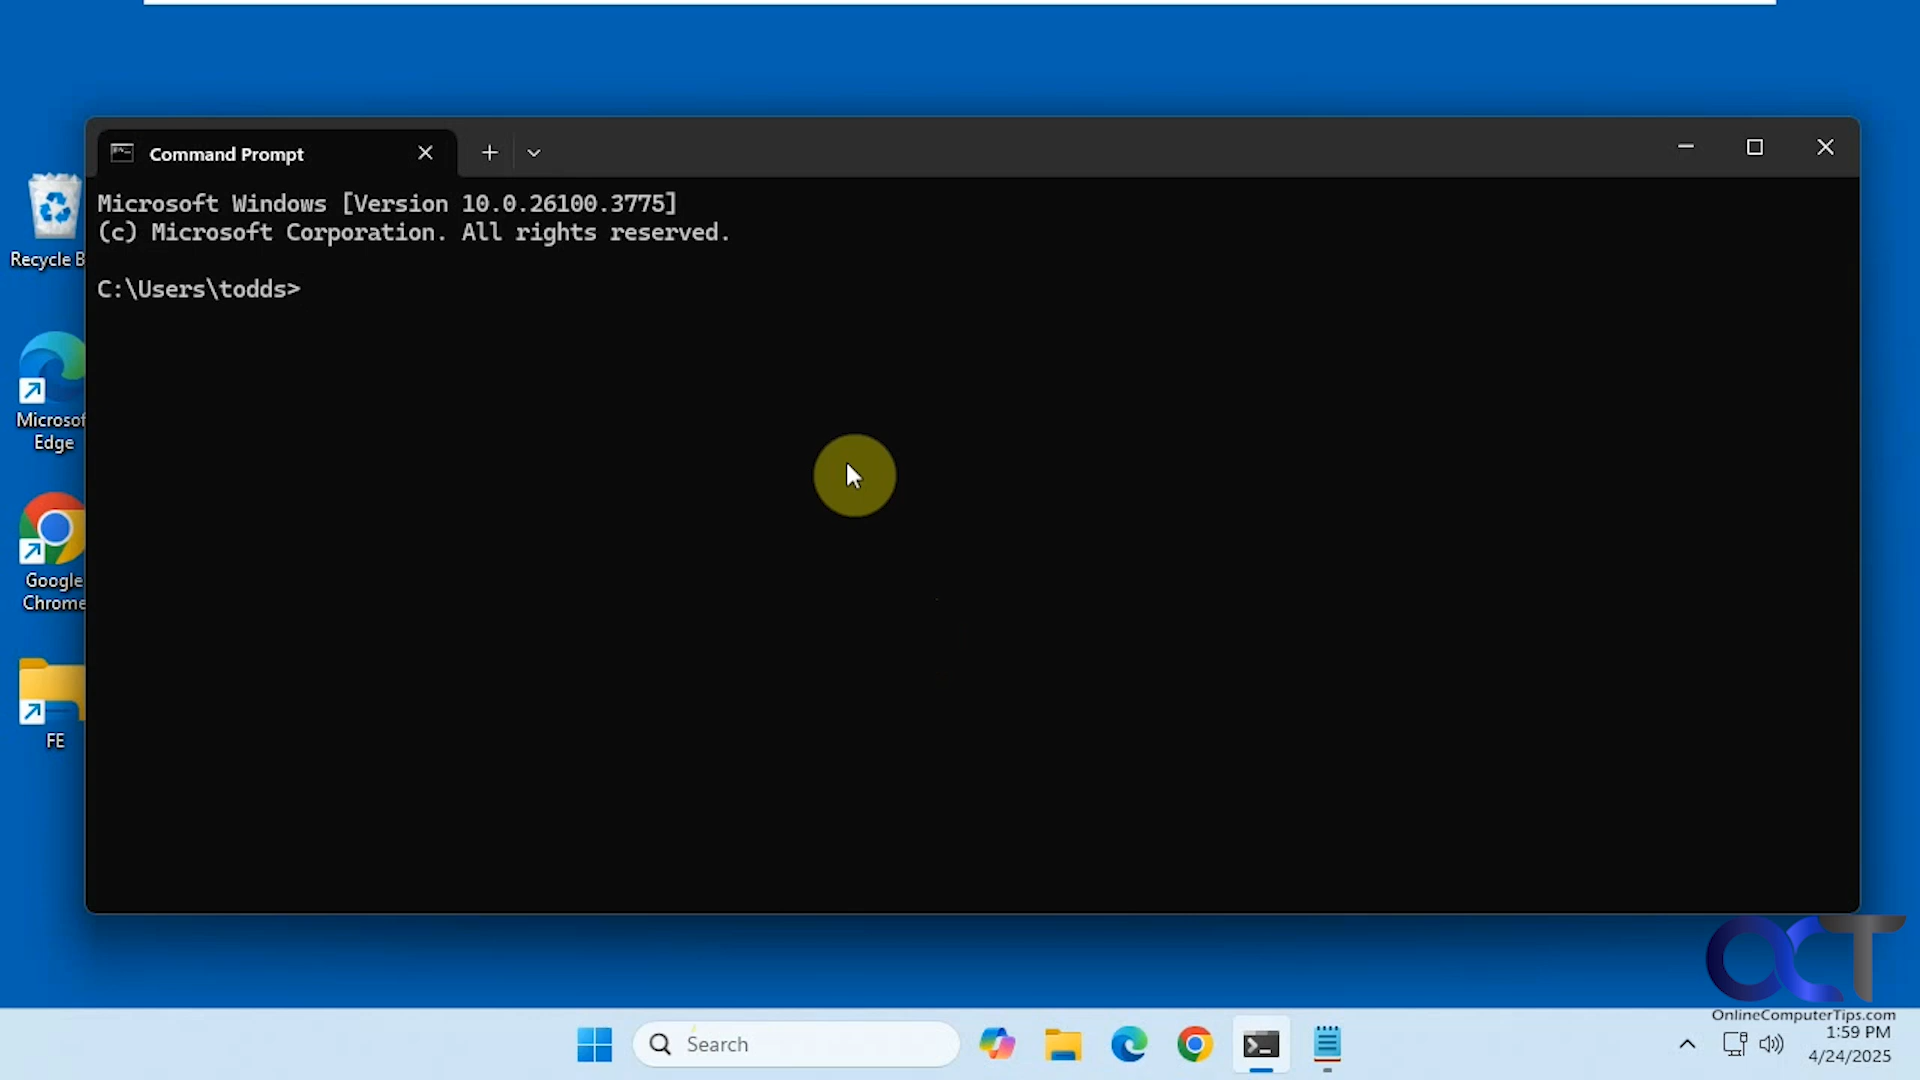 Command Prompt
Microsoft Windows [Version 10.0.26100.3775]
(c) Microsoft Corporation. All rights reserved.
C:\Users\todds>
Recycle B
Microsof
Edge
Google
Chrome
FE
OCT
OnlineComputerTips.com
Search
1:59 PM
4/24/2025